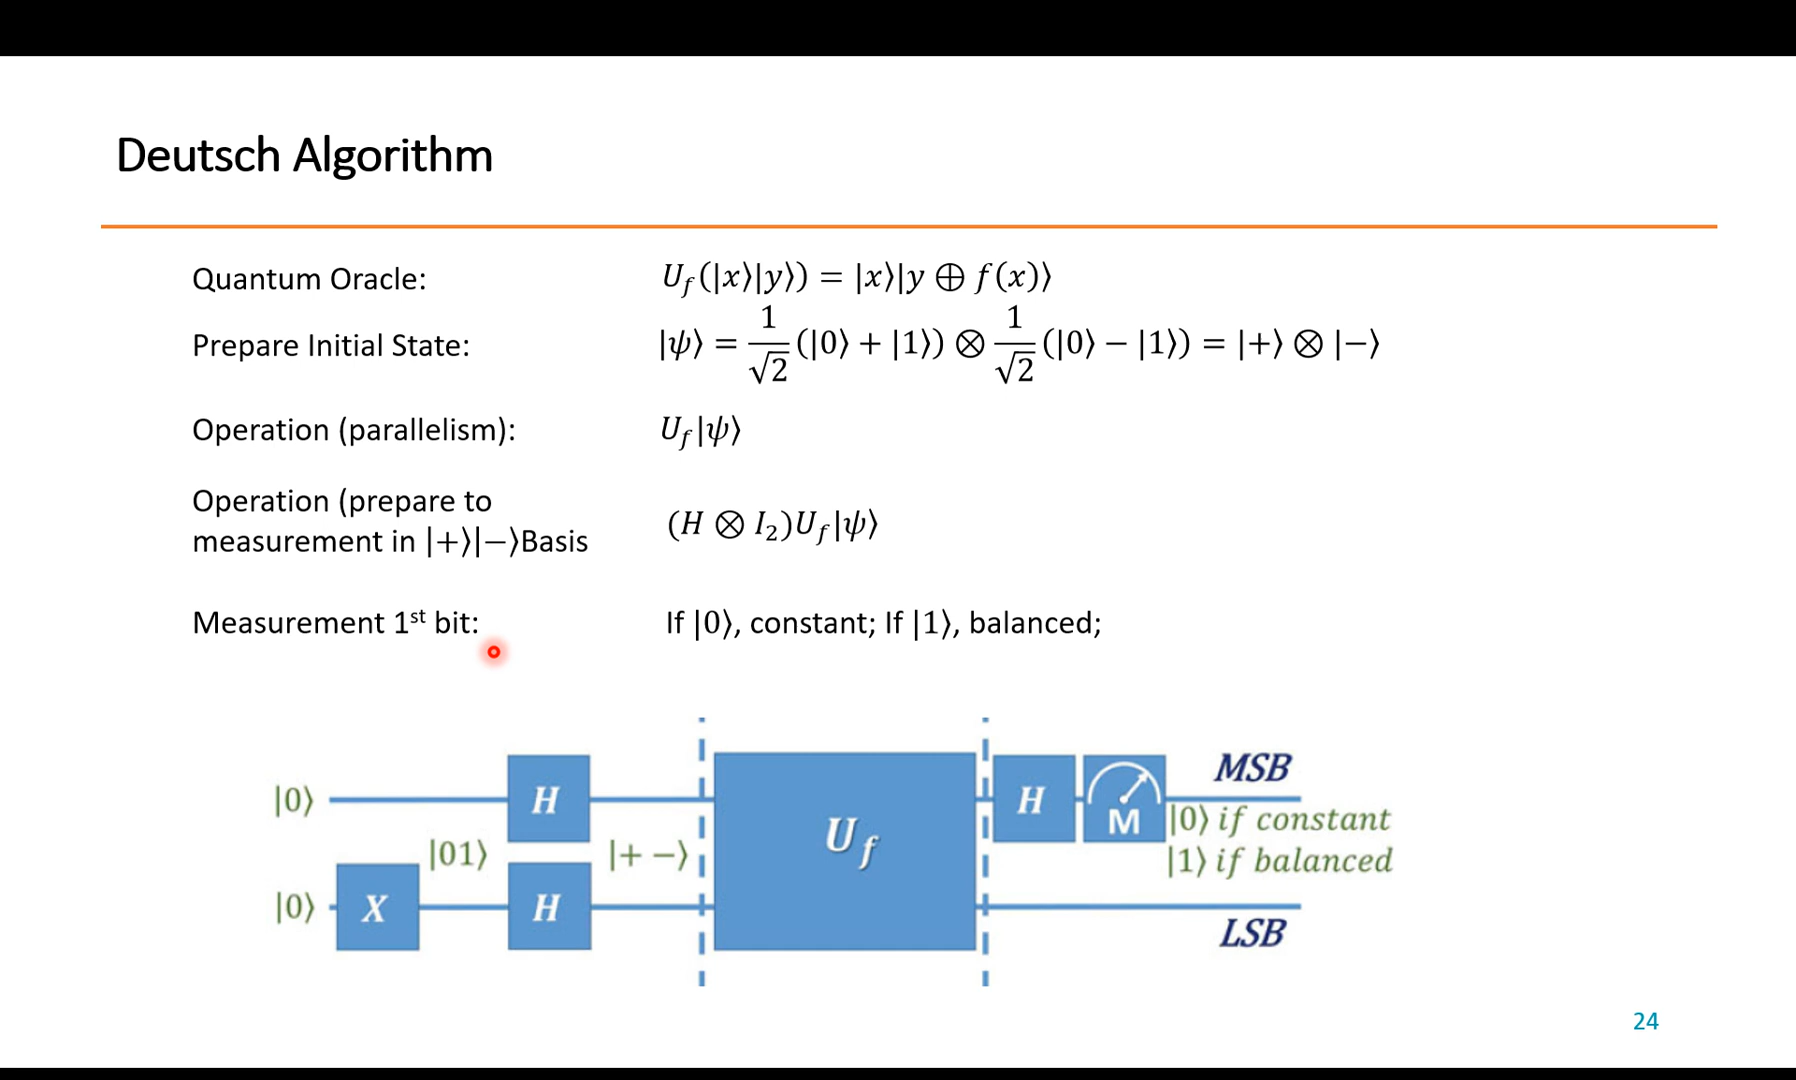 Deutsch Algorithm
Quantum Oracle: U_f(|x⟩|y⟩) = |x⟩|y ⊕ f(x)⟩
Prepare Initial State: |ψ⟩ = 1/√2 (|0⟩ + |1⟩) ⊗ 1/√2 (|0⟩ − |1⟩) = |+⟩ ⊗ |−⟩
Operation (parallelism): U_f|ψ⟩
Operation (prepare to
measurement in |+⟩|−⟩Basis (H ⊗ I₂)U_f|ψ⟩
Measurement 1st bit: If |0⟩, constant; If |1⟩, balanced;
MSB
|0⟩ H H M |0⟩ if constant
|01⟩ |+ −⟩ U_f |1⟩ if balanced
|0⟩ X H
LSB
24